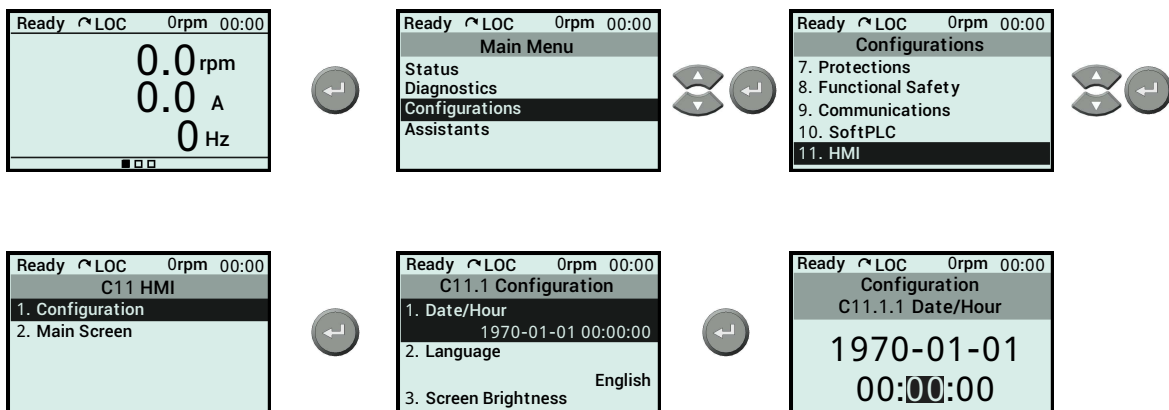 Ready LOC 0rpm 00:00
0.0 rpm
0.0 A
0 Hz
Ready LOC 0rpm 00:00
Main Menu
Status
Diagnostics
Configurations
Assistants
Ready LOC 0rpm 00:00
Configurations
7. Protections
8. Functional Safety
9. Communications
10. SoftPLC
11. HMI
Ready LOC 0rpm 00:00
C11 HMI
1. Configuration
2. Main Screen
Ready LOC 0rpm 00:00
C11.1 Configuration
1. Date/Hour
1970-01-01 00:00:00
2. Language
English
3. Screen Brightness
Ready LOC 0rpm 00:00
Configuration
C11.1.1 Date/Hour
1970-01-01
00:00:00